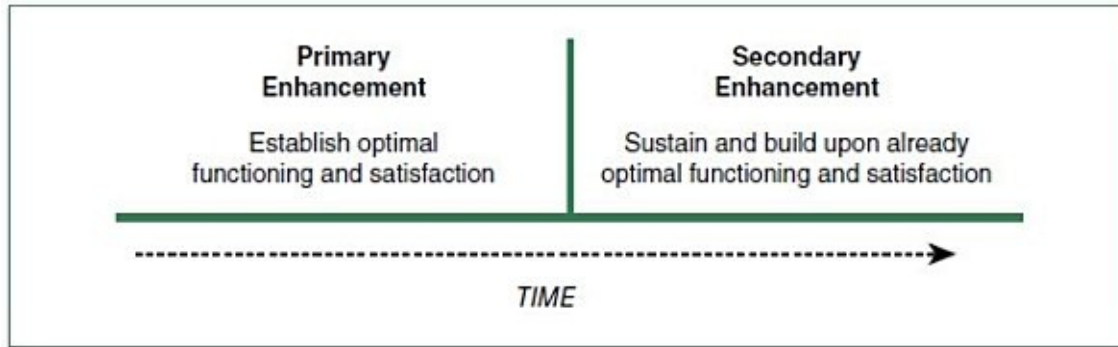 Primary
Enhancement
Establish optimal
functioning and satisfaction
Secondary
Enhancement
Sustain and build upon already
optimal functioning and satisfaction
TIME